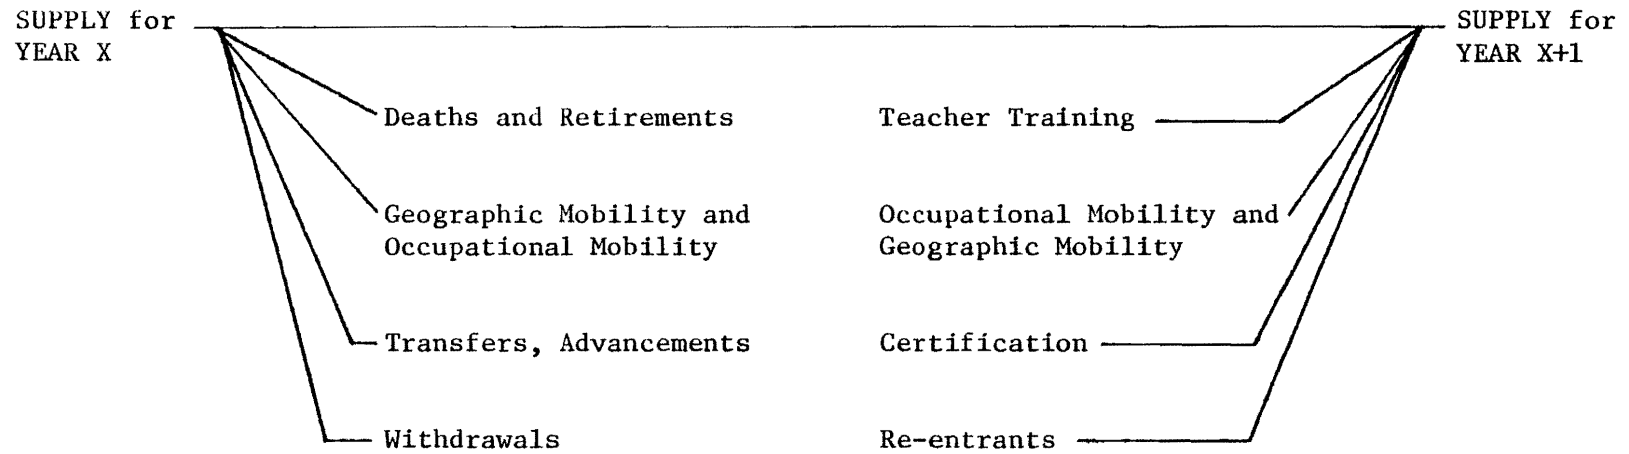 SUPPLY for
YEAR X
SUPPLY for
YEAR X+1
Deaths and Retirements
Teacher Training
Geographic Mobility and
Occupational Mobility
Occupational Mobility and
Geographic Mobility
Transfers, Advancements
Certification
Withdrawals
Re-entrants